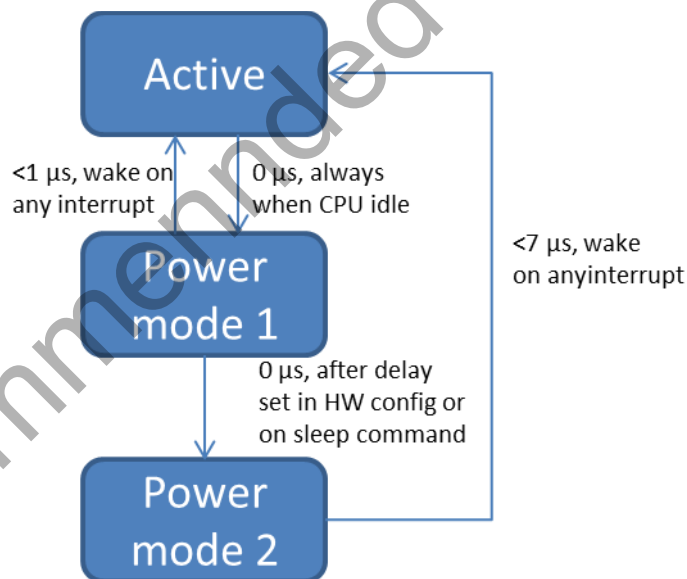 Active
<1 µs, wake on
any interrupt
0 µs, always
when CPU idle
Power
mode 1
<7 µs, wake
on anyinterrupt
0 µs, after delay
set in HW config or
on sleep command
Power
mode 2